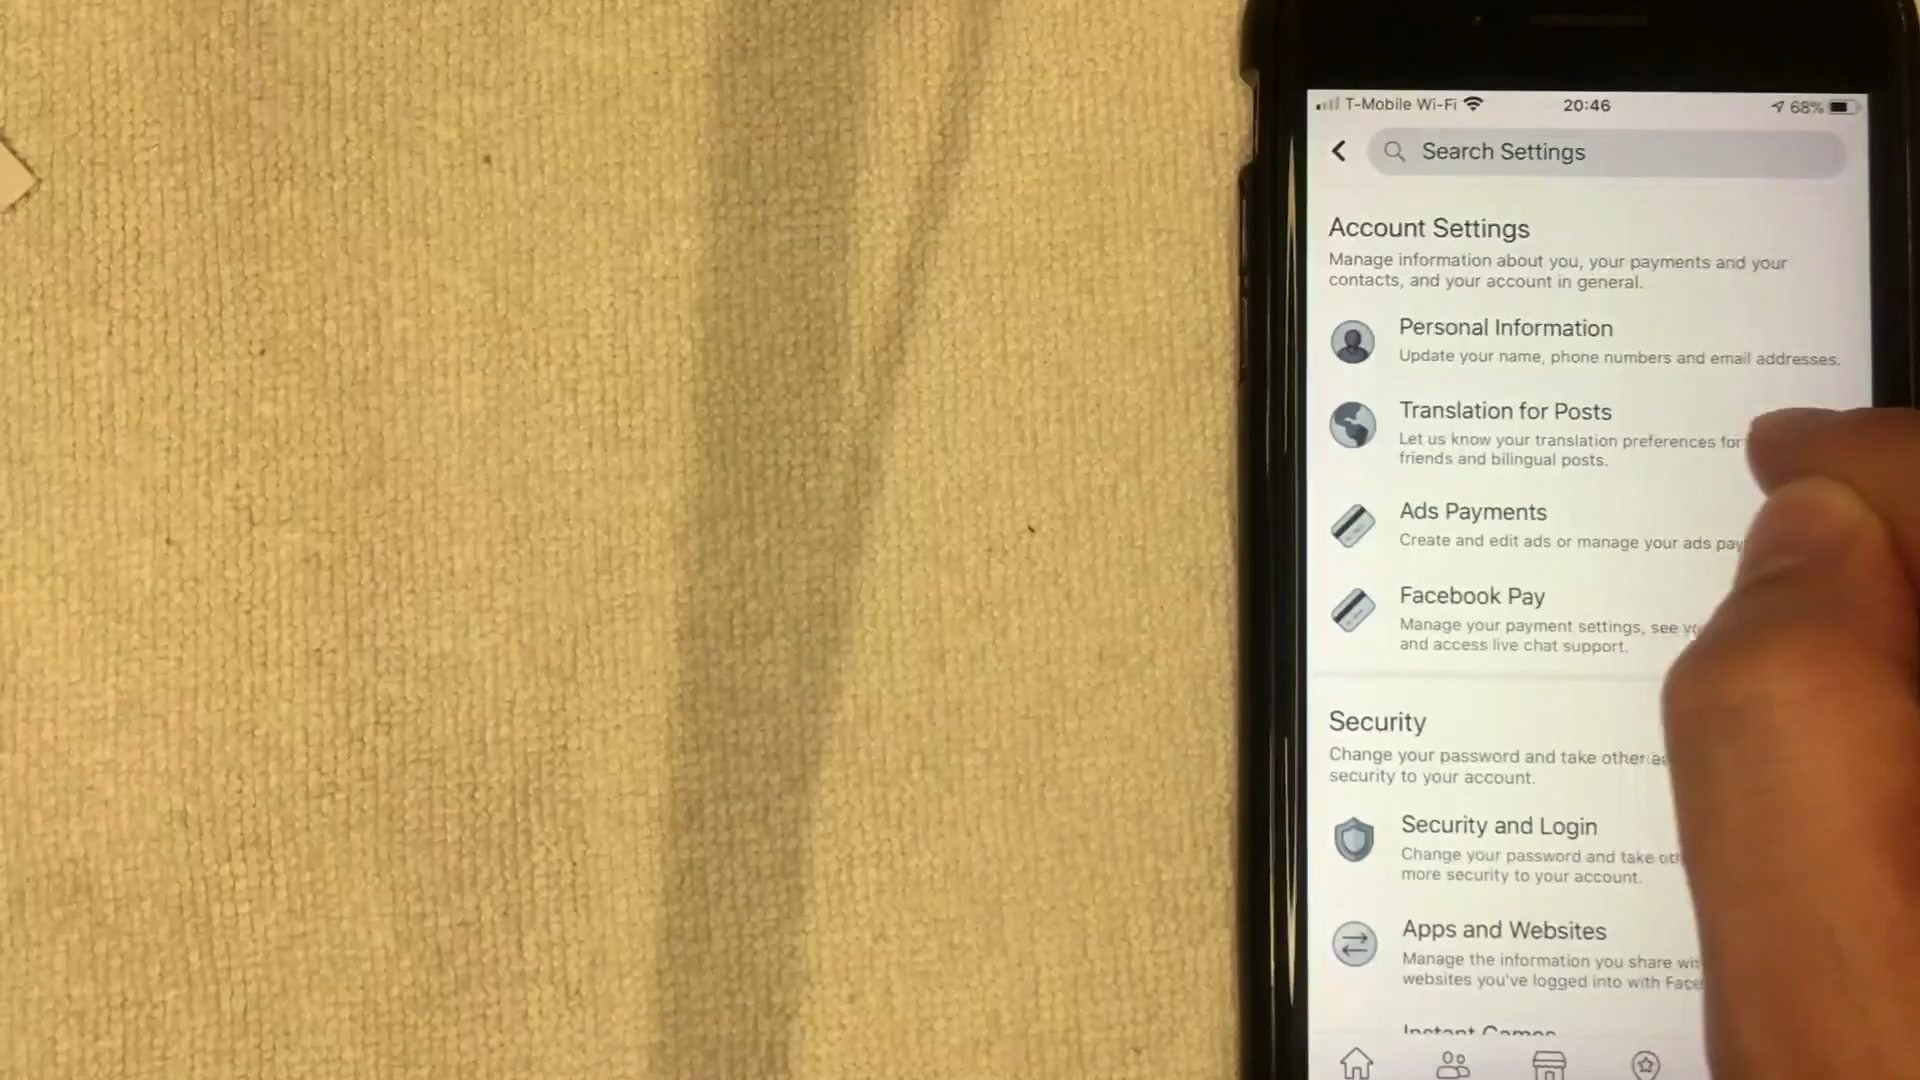 T-Mobile Wi-Fi 20:46 68%
Search Settings
Account Settings
Manage information about you, your payments and your
contacts, and your account in general.
Personal Information
Update your name, phone numbers and email addresses.
Translation for Posts
Let us know your translation preferences for
friends and bilingual posts.
Ads Payments
Create and edit ads or manage your ads pay
Facebook Pay
Manage your payment settings, see
and access live chat support.
Security
Change your password and take other
security to your account.
Security and Login
Change your password and take
more security to your account.
Apps and Websites
Manage the information you share
websites you've logged into with
Instant Games